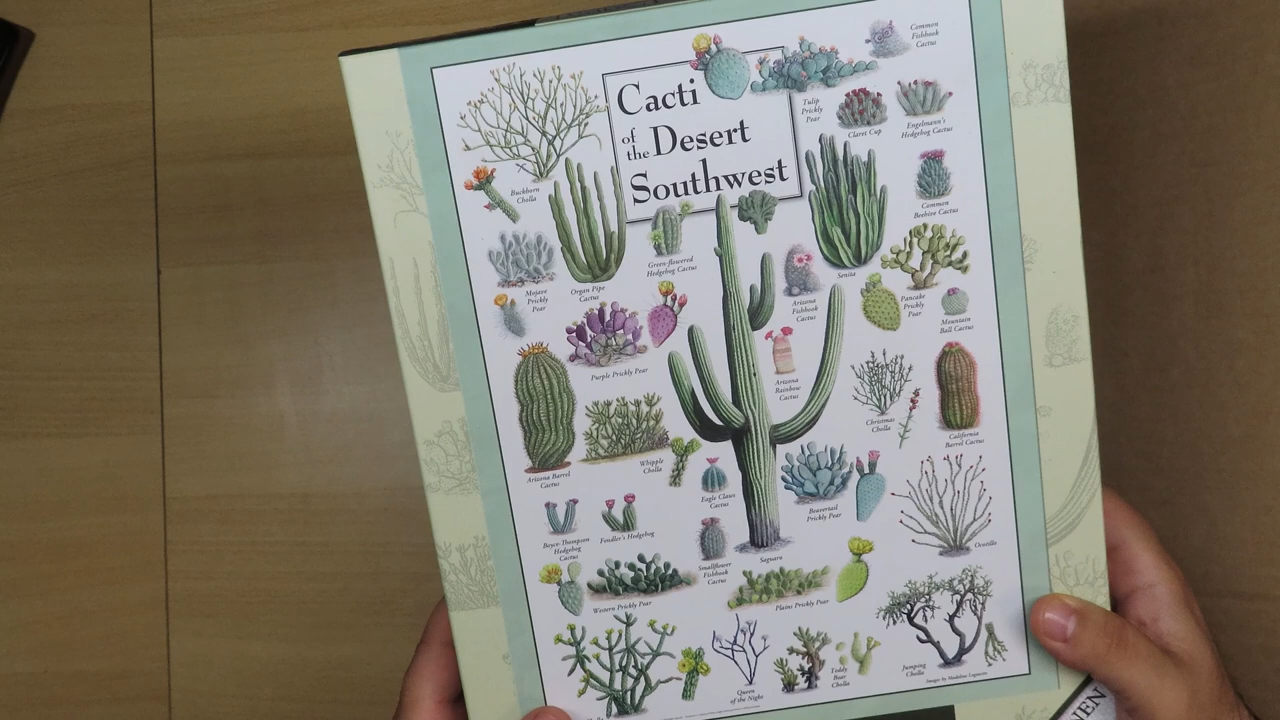 Cacti
of
the Desert
Southwest
Common
Fishhook
Cactus
Tulip
Prickly
Pear
Claret Cup
Engelmann's
Hedgehog Cactus
Buckhorn
Cholla
Common
Beehive Cactus
Green-flowered
Hedgehog Cactus
Senita
Mojave
Prickly
Pear
Organ Pipe
Cactus
Arizona
Fishhook
Cactus
Pancake
Prickly
Pear
Mountain
Ball Cactus
Purple Prickly Pear
Arizona
Rainbow
Cactus
Christmas
Cholla
California
Barrel Cactus
Arizona Barrel
Cactus
Whipple
Cholla
Eagle Claws
Cactus
Beavertail
Prickly Pear
Boyce-Thompson
Hedgehog
Cactus
Fendler's Hedgehog
Smallflower
Fishhook
Cactus
Saguaro
Ocotillo
Western Prickly Pear
Plains Prickly Pear
Queen
of the Night
Teddy
Bear
Cholla
Jumping
Cholla
Images by Madeline Sugerman